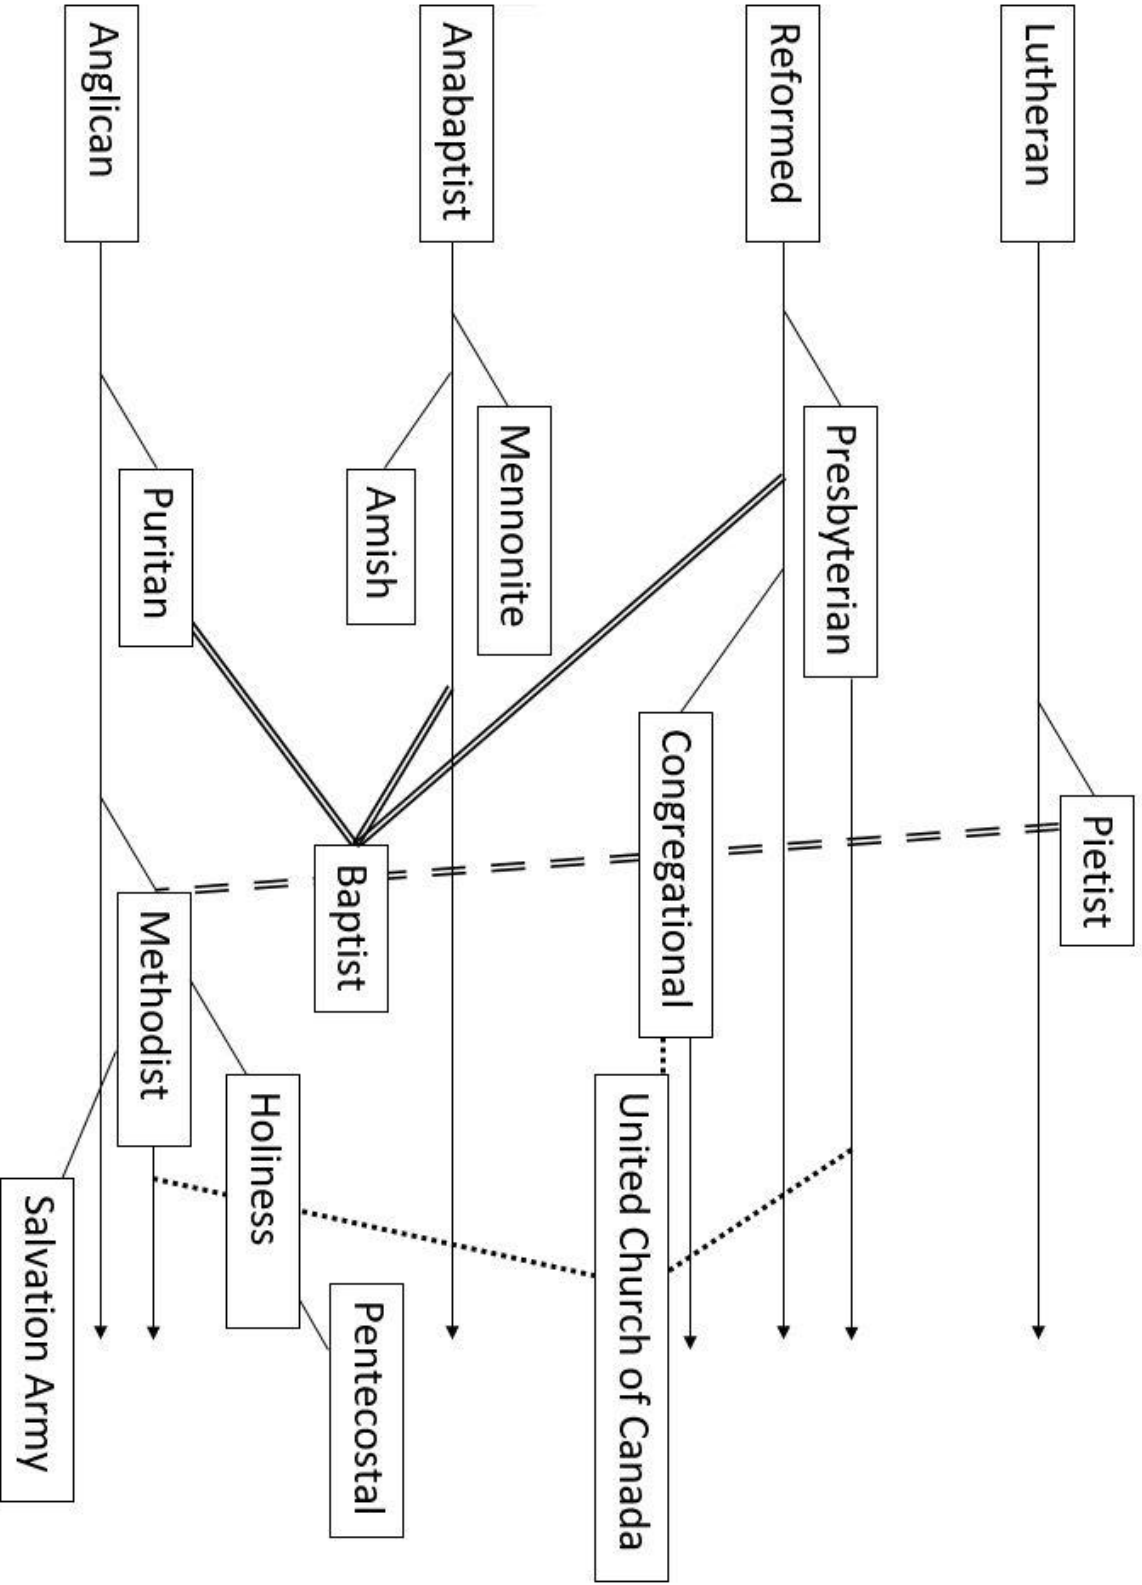 Lutheran
Pietist
Reformed
Presbyterian
Congregational
United Church of Canada
Anabaptist
Mennonite
Amish
Baptist
Pentecostal
Holiness
Anglican
Puritan
Methodist
Salvation Army